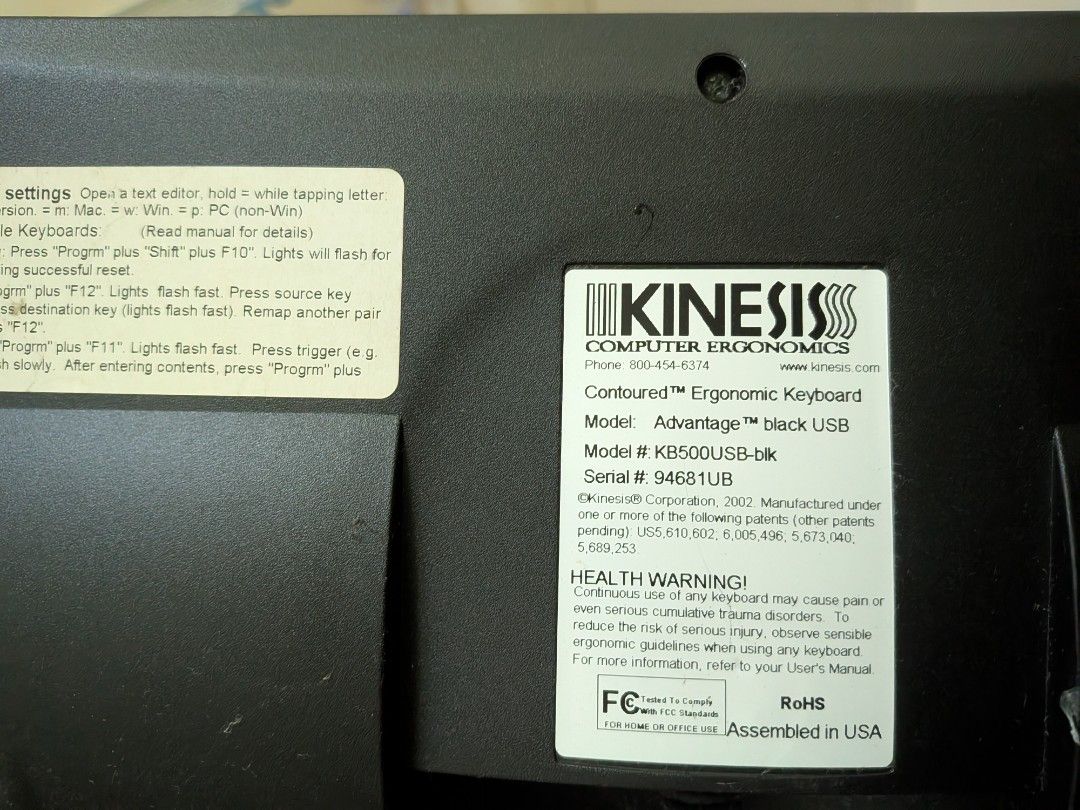 settings Open a text editor, hold = while tapping letter:
ersion. = m: Mac. = w: Win. = p: PC (non-Win)
le Keyboards: (Read manual for details)
: Press "Progrm" plus "Shift" plus F10". Lights will flash for
ing successful reset.
ogrm" plus "F12". Lights flash fast. Press source key
ss destination key (lights flash fast). Remap another pair
s "F12".
"Progrm" plus "F11". Lights flash fast. Press trigger (e.g.
sh slowly. After entering contents, press "Progrm" plus
KINESIS
COMPUTER ERGONOMICS
Phone: 800-454-6374 www.kinesis.com
Contoured™ Ergonomic Keyboard
Model: Advantage™ black USB
Model #: KB500USB-blk
Serial #: 94681UB
©Kinesis® Corporation, 2002. Manufactured under
one or more of the following patents (other patents
pending): US5,610,602; 6,005,496; 5,673,040;
5,689,253.
HEALTH WARNING!
Continuous use of any keyboard may cause pain or
even serious cumulative trauma disorders. To
reduce the risk of serious injury, observe sensible
ergonomic guidelines when using any keyboard.
For more information, refer to your User's Manual.
FC Tested To Comply
With FCC Standards
FOR HOME OR OFFICE USE
RoHS
Assembled in USA